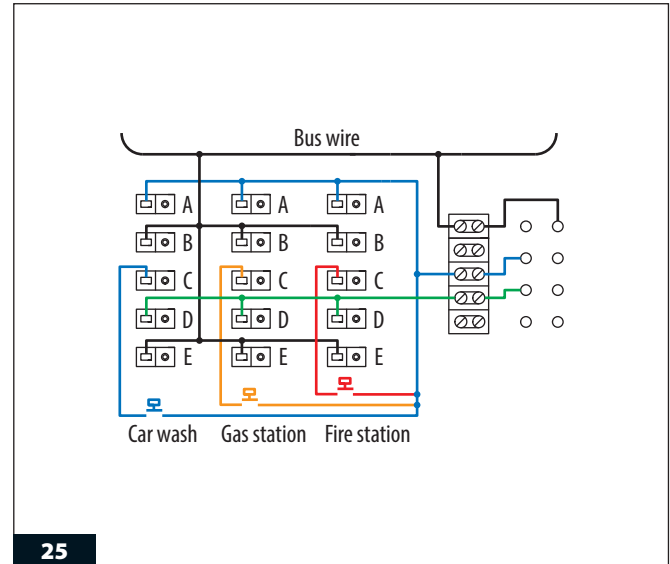 Bus wire
A A A
B B B
C C C
D D D
E E E
Car wash Gas station Fire station
25